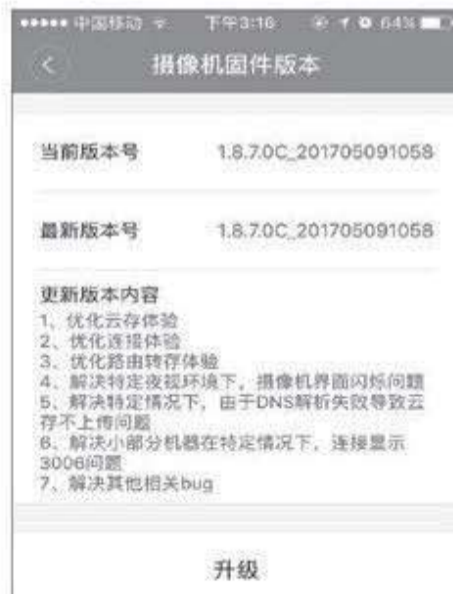 中国移动 下午3:16 64%
摄像机固件版本
当前版本号 1.8.7.0C_201705091058
最新版本号 1.8.7.0C_201705091058
更新版本内容
1、优化云存体验
2、优化连接体验
3、优化路由转存体验
4、解决特定夜视环境下，摄像机界面闪烁问题
5、解决特定情况下，由于DNS解析失败导致云
存不上传问题
6、解决小部分机器在特定情况下，连接显示
3006问题
7、解决其他相关bug
升级